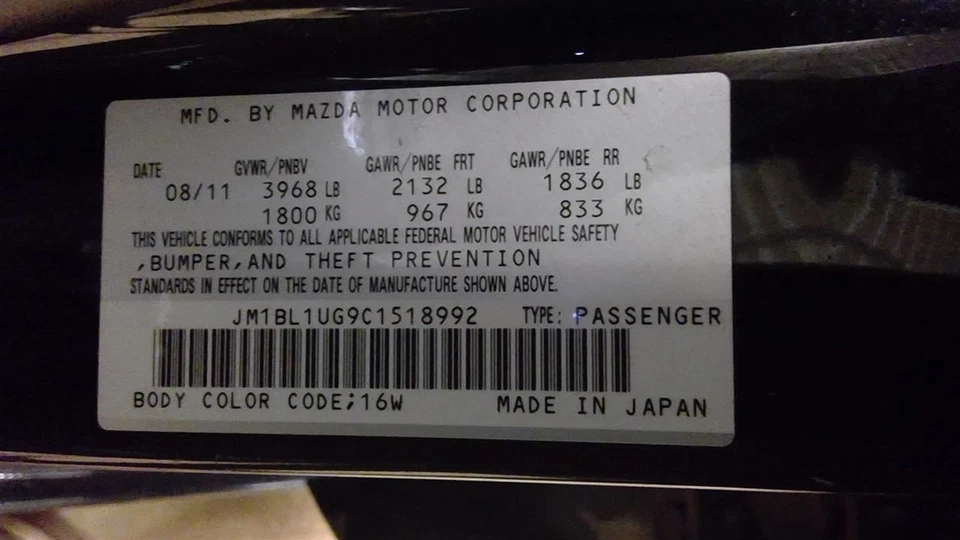 MFD. BY MAZDA MOTOR CORPORATION
DATE GVWR/PNBV GAWR/PNBE FRT GAWR/PNBE RR
08/11 3968 LB 2132 LB 1836 LB
1800 KG 967 KG 833 KG
THIS VEHICLE CONFORMS TO ALL APPLICABLE FEDERAL MOTOR VEHICLE SAFETY
,BUMPER,AND THEFT PREVENTION
STANDARDS IN EFFECT ON THE DATE OF MANUFACTURE SHOWN ABOVE.
JM1BL1UG9C1518992 TYPE: PASSENGER
BODY COLOR CODE;16W MADE IN JAPAN